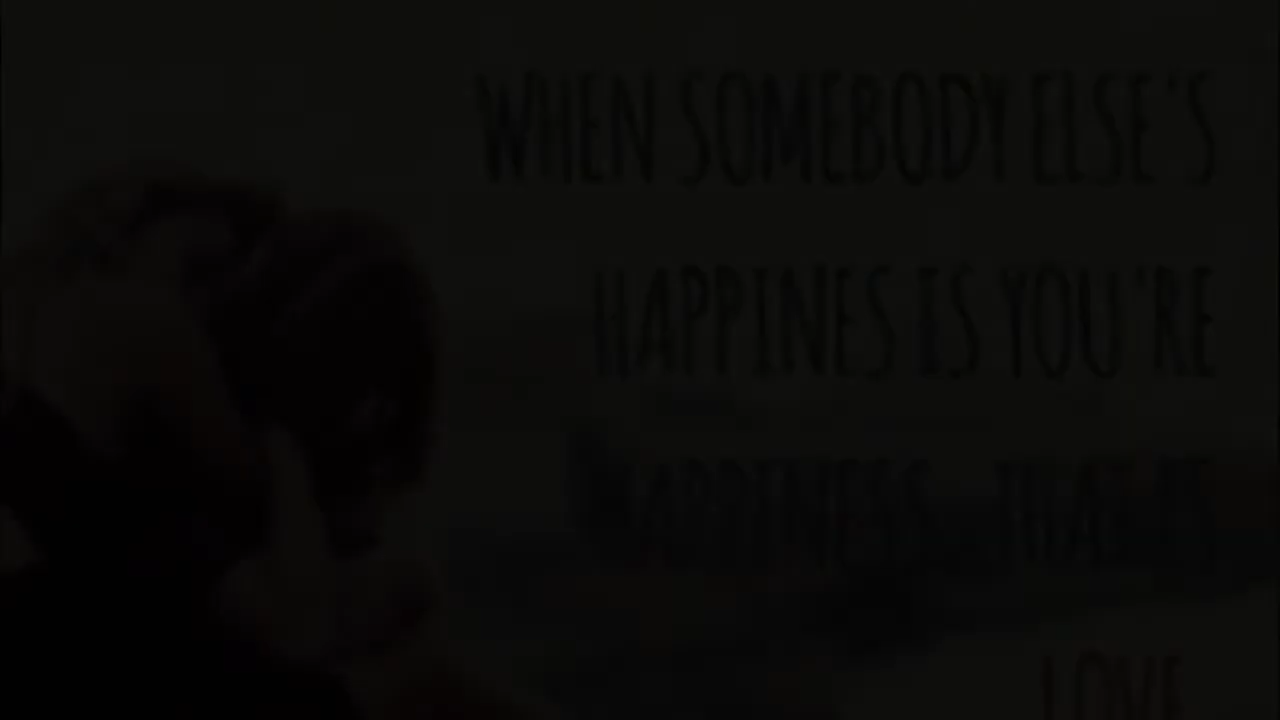 WHEN SOMEBODY ELSE'S
HAPPINES IS YOU'RE
HAPPINESS
LOVE